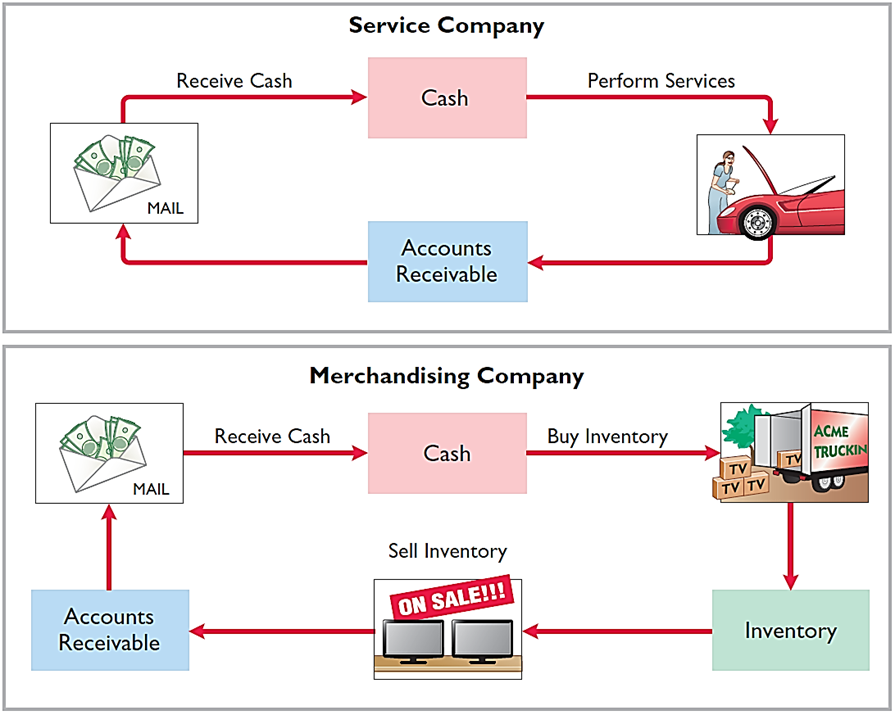 Service Company
Receive Cash
Cash
Perform Services
MAIL
Accounts
Receivable
Merchandising Company
Receive Cash
Cash
Buy Inventory
MAIL
ACME
TRUCKIN
TV
TV
TV
TV
Sell Inventory
ON SALE!!!
Accounts
Receivable
Inventory